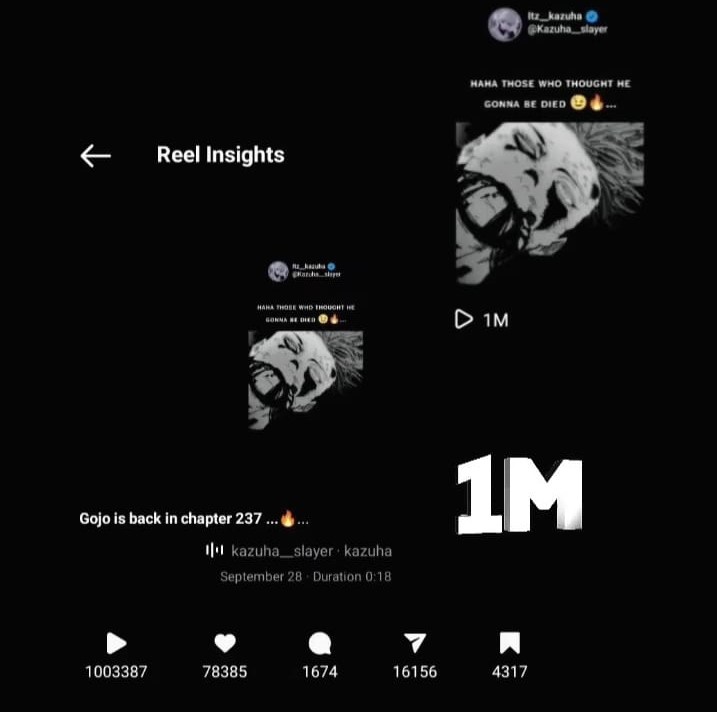 Itz__kazuha
@Kazuha__slayer
HAHA THOSE WHO THOUGHT HE
GONNA BE DIED 😉🔥...
1M
Reel Insights
Itz__kazuha
@Kazuha__slayer
HAHA THOSE WHO THOUGHT HE
GONNA BE DIED 😉🔥...
1M
Gojo is back in chapter 237 ...🔥...
kazuha__slayer · kazuha
September 28 · Duration 0:18
1003387 78385 1674 16156 4317